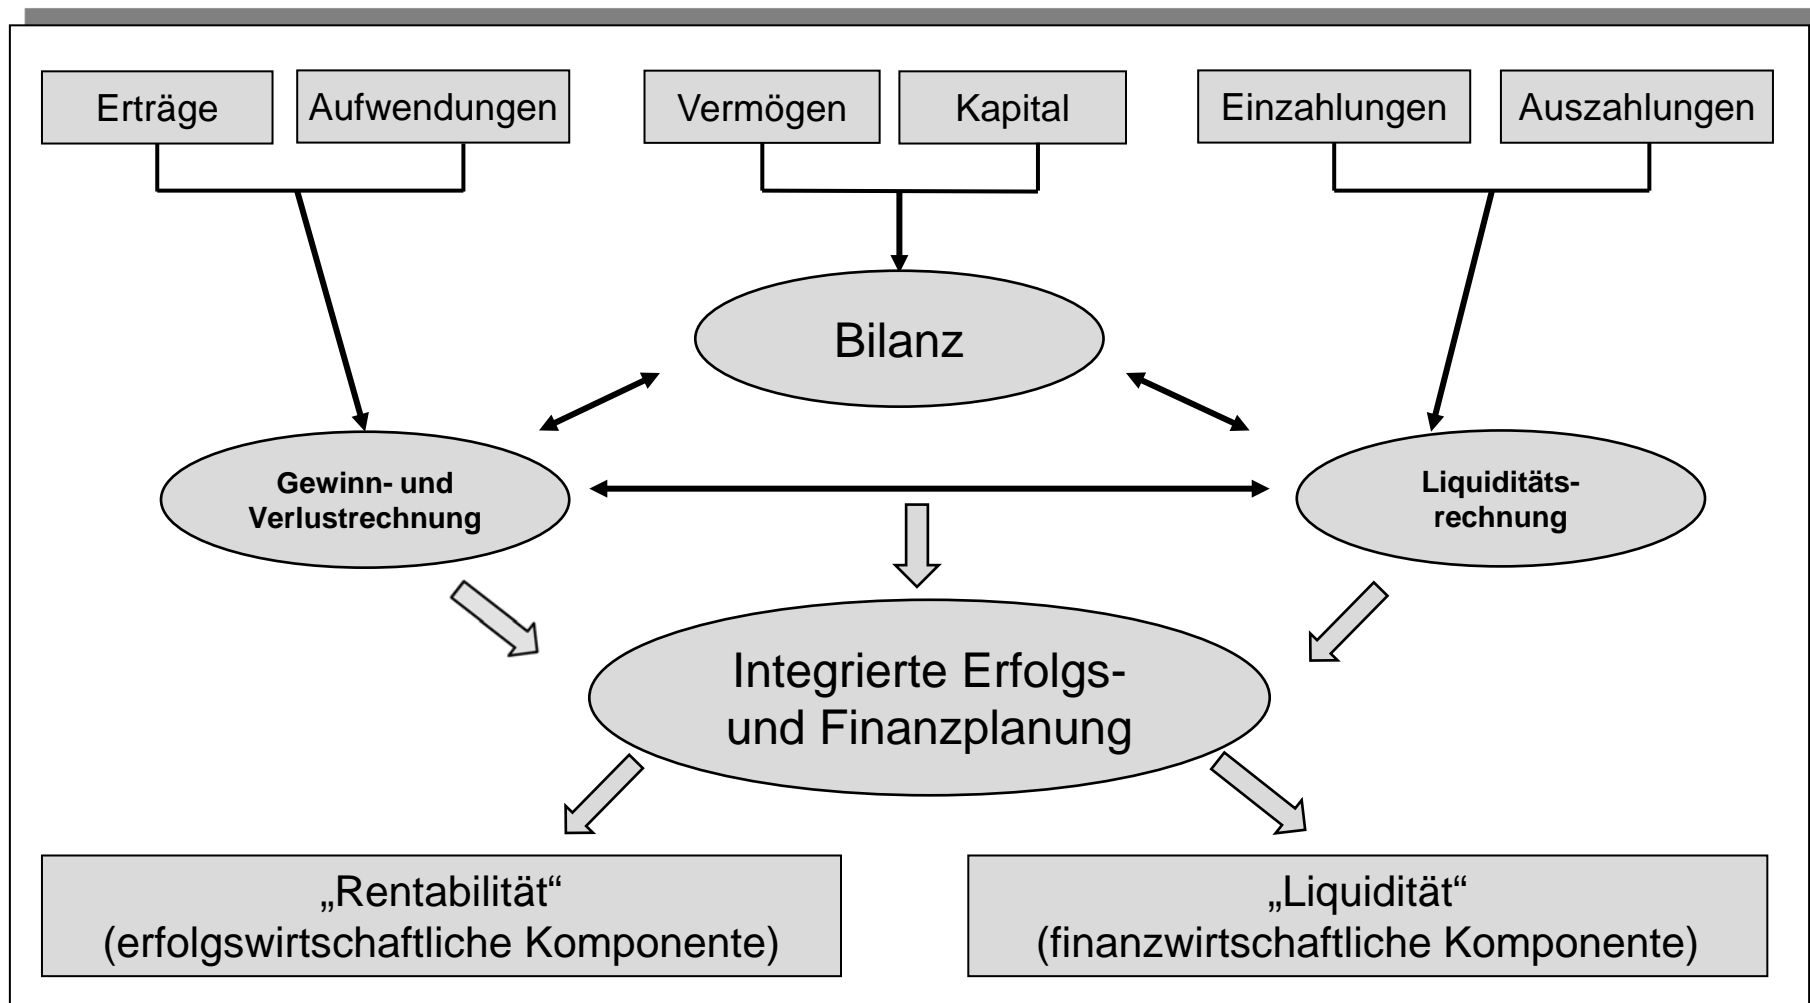 Erträge
Aufwendungen
Vermögen
Kapital
Einzahlungen
Auszahlungen
Bilanz
Gewinn- und
Verlustrechnung
Liquiditäts-
rechnung
Integrierte Erfolgs-
und Finanzplanung
„Rentabilität“
(erfolgswirtschaftliche Komponente)
„Liquidität“
(finanzwirtschaftliche Komponente)